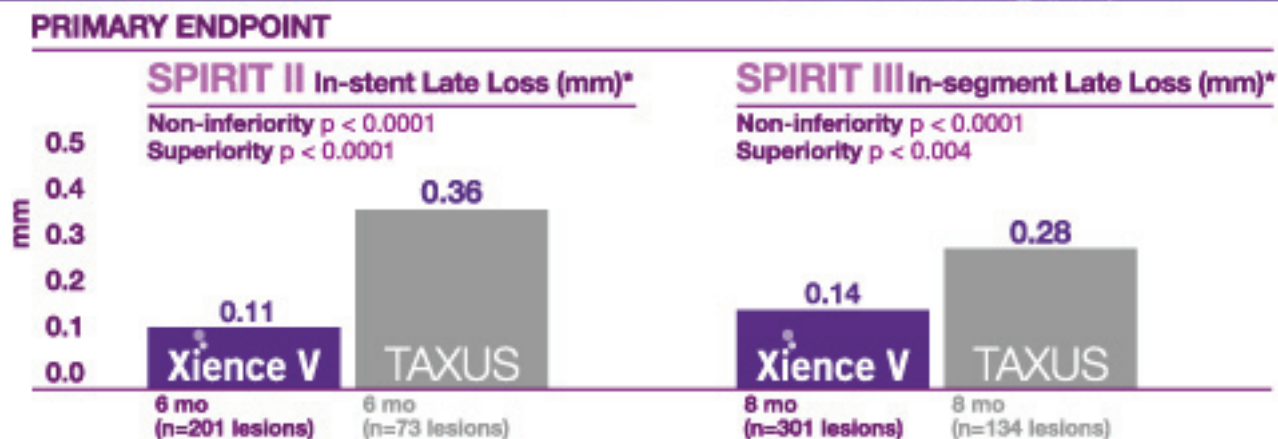 PRIMARY ENDPOINT
SPIRIT II In-stent Late Loss (mm)*
Non-inferiority p < 0.0001
Superiority p < 0.0001
SPIRIT III In-segment Late Loss (mm)*
Non-inferiority p < 0.0001
Superiority p < 0.004
mm
0.5
0.4
0.3
0.2
0.1
0.0
0.11
Xience V
6 mo
(n=201 lesions)
0.36
TAXUS
6 mo
(n=73 lesions)
0.14
Xience V
8 mo
(n=301 lesions)
0.28
TAXUS
8 mo
(n=134 lesions)